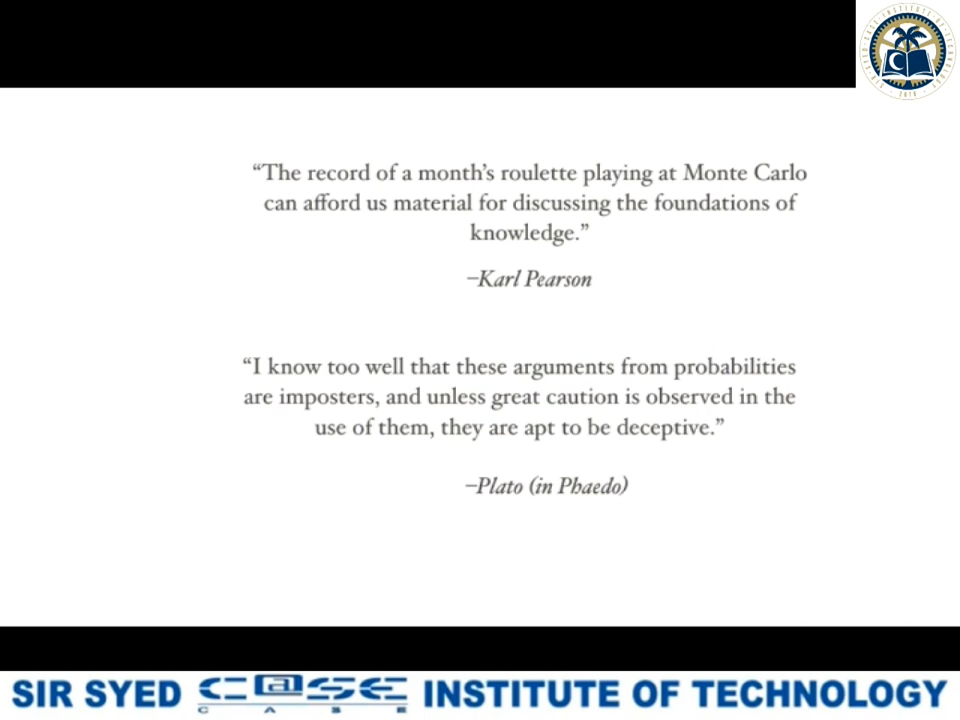 “The record of a month’s roulette playing at Monte Carlo
can afford us material for discussing the foundations of
knowledge.”
–Karl Pearson
“I know too well that these arguments from probabilities
are imposters, and unless great caution is observed in the
use of them, they are apt to be deceptive.”
–Plato (in Phaedo)
SIR SYED C@SE INSTITUTE OF TECHNOLOGY
C A S E